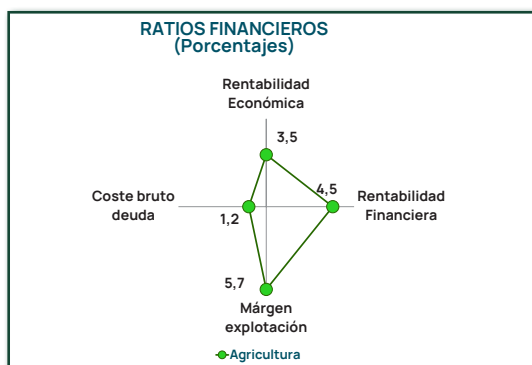 RATIOS FINANCIEROS
(Porcentajes)
Rentabilidad
Económica
3,5
Coste bruto
deuda
1,2
4,5
Rentabilidad
Financiera
5,7
Márgen
explotación
Agricultura